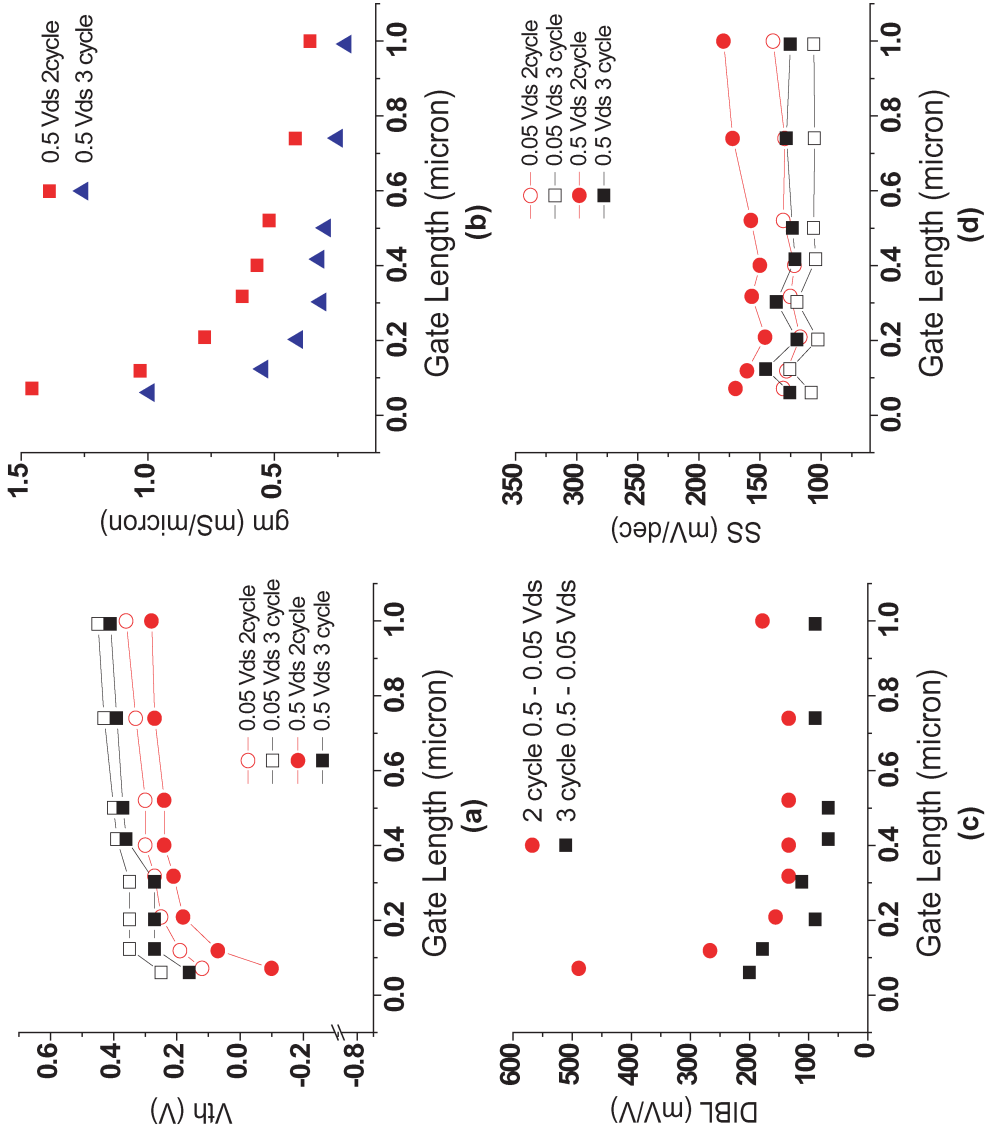 0.6
0.4
0.2
0.0
-0.2
-0.8
Vth (V)
0.05 Vds 2cycle
0.05 Vds 3 cycle
0.5 Vds 2cycle
0.5 Vds 3 cycle
0.0 0.2 0.4 0.6 0.8 1.0
Gate Length (micron)
(a)
1.5
1.0
0.5
gm (mS/micron)
0.5 Vds 2cycle
0.5 Vds 3 cycle
0.0 0.2 0.4 0.6 0.8 1.0
Gate Length (micron)
(b)
600
500
400
300
200
100
0
DIBL (mV/V)
2 cycle 0.5 - 0.05 Vds
3 cycle 0.5 - 0.05 Vds
0.0 0.2 0.4 0.6 0.8 1.0
Gate Length (micron)
(c)
350
300
250
200
150
100
SS (mV/dec)
0.05 Vds 2cycle
0.05 Vds 3 cycle
0.5 Vds 2cycle
0.5 Vds 3 cycle
0.0 0.2 0.4 0.6 0.8 1.0
Gate Length (micron)
(d)